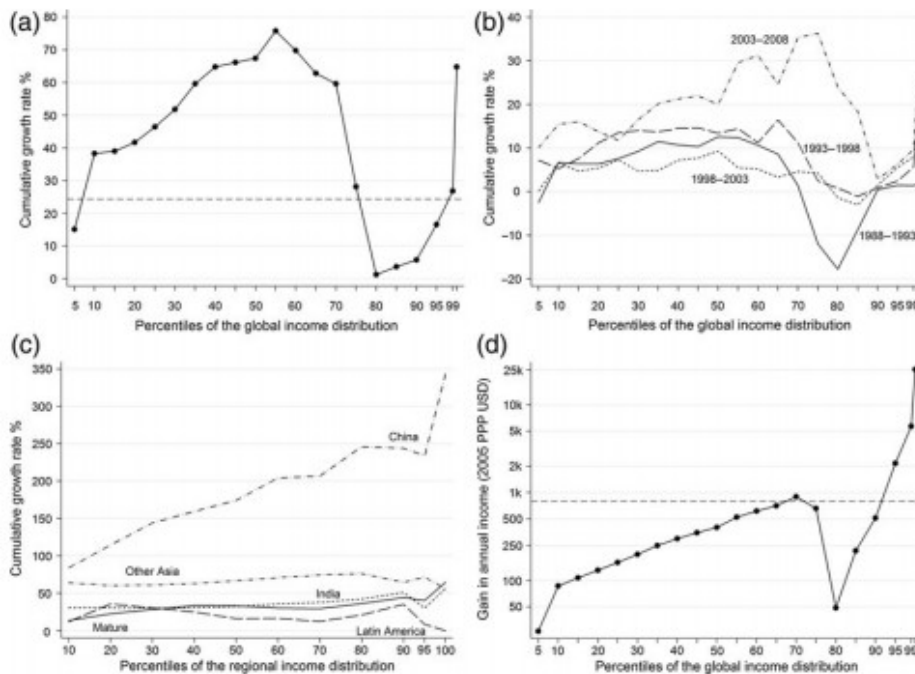 (a)
Cumulative growth rate %
80
70
60
50
40
30
20
10
0
5 10 20 30 40 50 60 70 80 90 95 99
Percentiles of the global income distribution
(b)
Cumulative growth rate %
40
30
20
10
0
−10
−20
2003–2008
1993–1998
1998–2003
1988–1993
5 10 20 30 40 50 60 70 80 90 95 99
Percentiles of the global income distribution
(c)
Cumulative growth rate %
350
300
250
200
150
100
50
0
China
Other Asia
India
Mature
Latin America
10 20 30 40 50 60 70 80 90 95 100
Percentiles of the regional income distribution
(d)
Gain in annual income (2005 PPP USD)
25k
10k
5k
2k
1k
500
250
100
50
5 10 20 30 40 50 60 70 80 90 95 99
Percentiles of the global income distribution